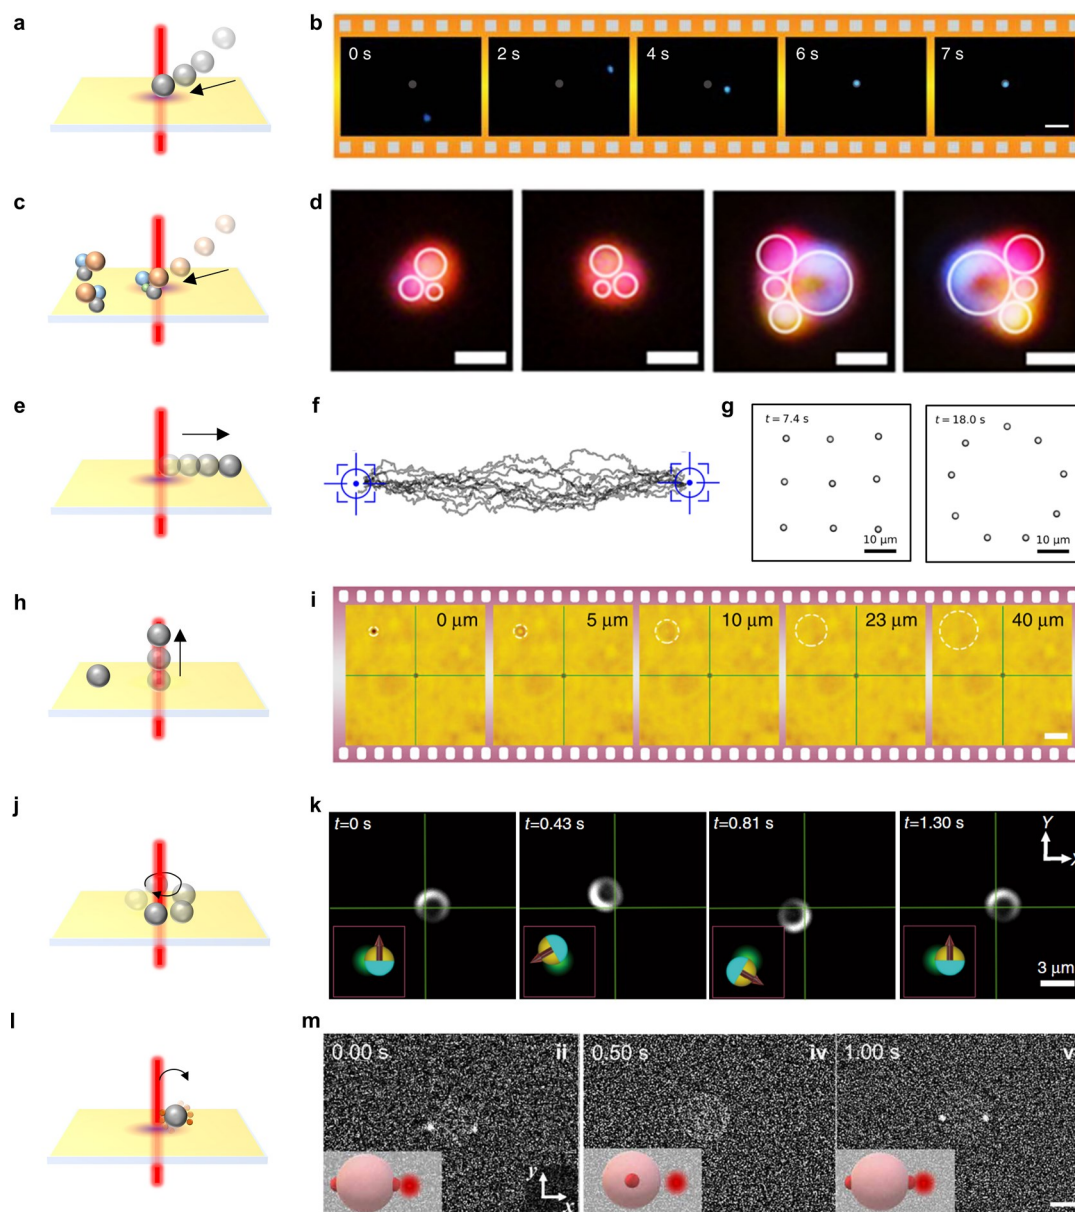 a
b
0 s
2 s
4 s
6 s
7 s
c
d
e
f
g
t = 7.4 s
10 μm
t = 18.0 s
10 μm
h
i
0 μm
5 μm
10 μm
23 μm
40 μm
j
k
t=0 s
t=0.43 s
t=0.81 s
t=1.30 s
Y
X
3 μm
l
m
0.00 s
ii
0.50 s
iv
1.00 s
y
x